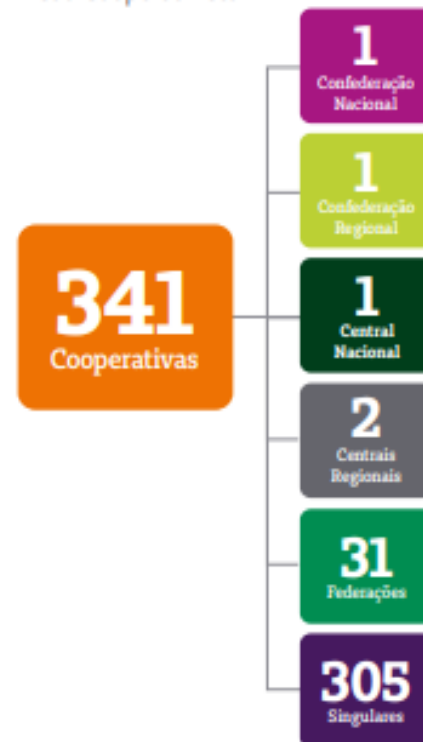 341
Cooperativas
1
Confederação
Nacional
1
Confederação
Regional
1
Central
Nacional
2
Centrais
Regionais
31
Federações
305
Singulares